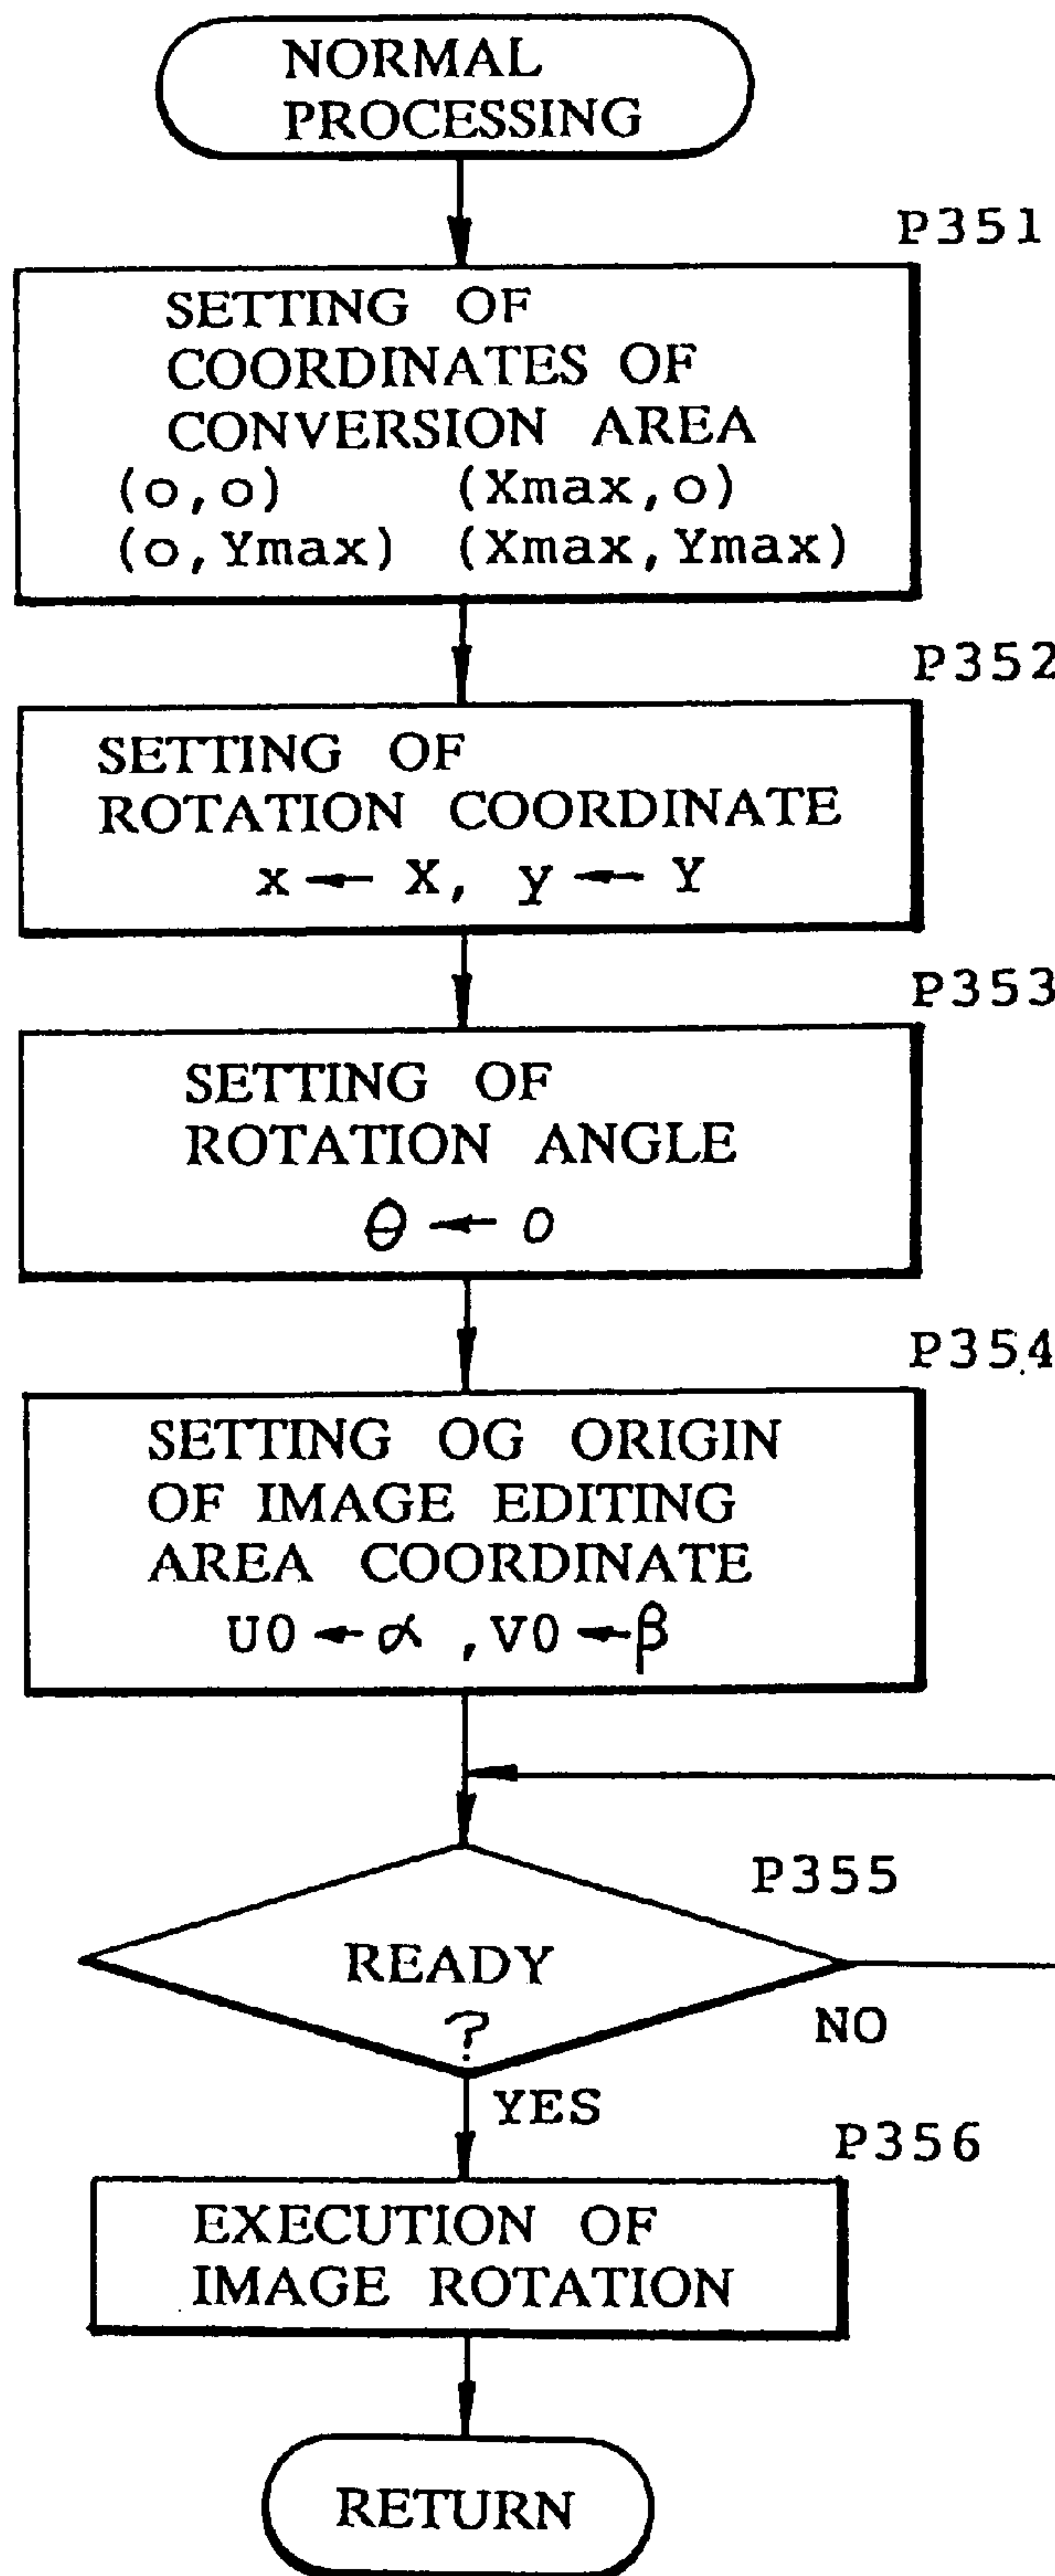 NORMAL
PROCESSING
P351
SETTING OF
COORDINATES OF
CONVERSION AREA
(o,o) (Xmax,o)
(o,Ymax) (Xmax,Ymax)
P352
SETTING OF
ROTATION COORDINATE
x ← X, y ← Y
P353
SETTING OF
ROTATION ANGLE
θ ← 0
P354
SETTING OG ORIGIN
OF IMAGE EDITING
AREA COORDINATE
U0 ← α ,V0 ← β
P355
READY
?
NO
YES
P356
EXECUTION OF
IMAGE ROTATION
RETURN